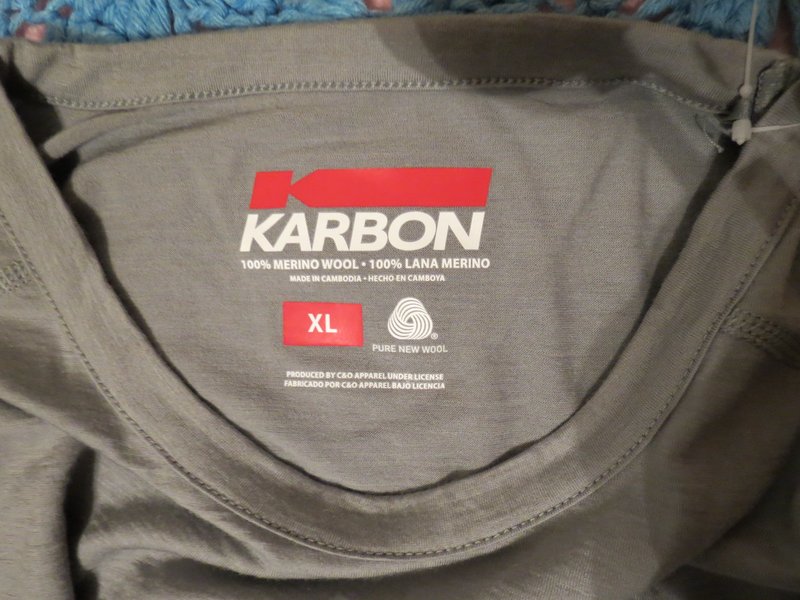 KARBON
100% MERINO WOOL • 100% LANA MERINO
MADE IN CAMBODIA • HECHO EN CAMBOYA
XL
®
PURE NEW WOOL
PRODUCED BY C&O APPAREL UNDER LICENSE
FABRICADO POR C&O APPAREL BAJO LICENCIA